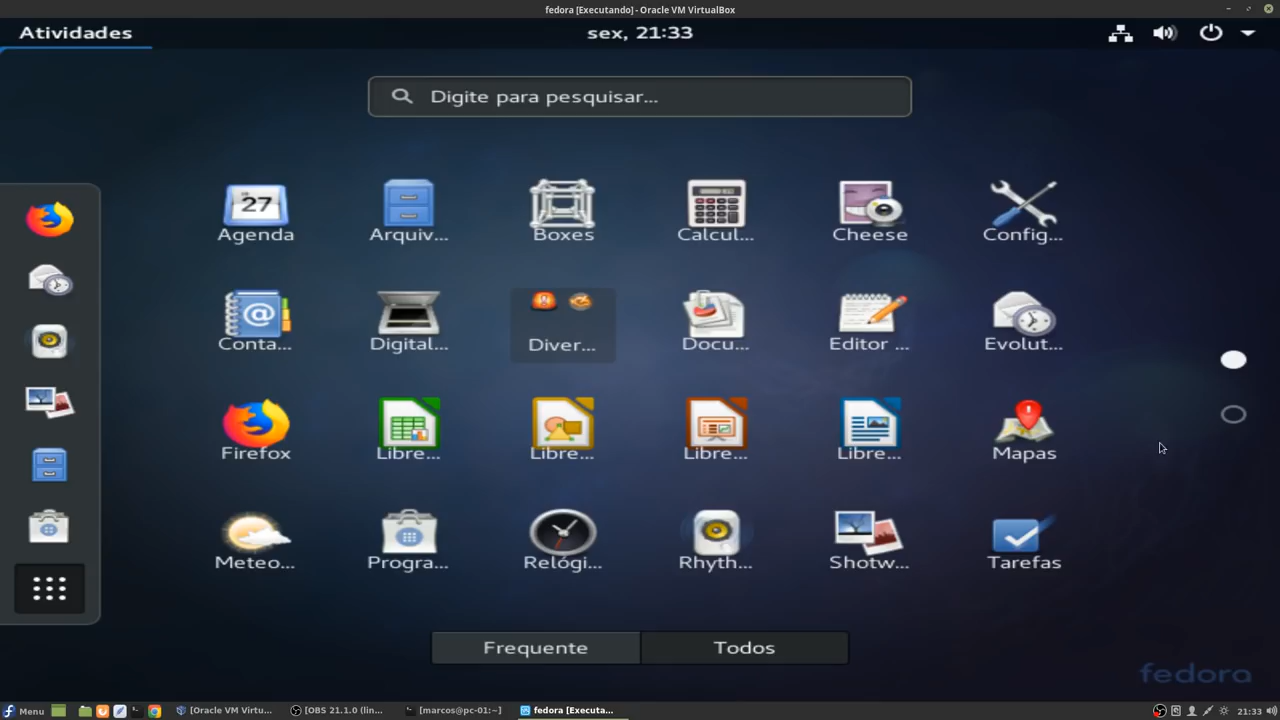 fedora [Executando] - Oracle VM VirtualBox
Atividades
sex, 21:33
Digite para pesquisar...
27
Agenda
Arquiv...
Boxes
Calcul...
Cheese
Config...
Conta...
Digital...
Diver...
Docu...
Editor ...
Evolut...
Firefox
Libre...
Libre...
Libre...
Libre...
Mapas
Meteo...
Progra...
Relógi...
Rhyth...
Shotw...
Tarefas
Frequente
Todos
fedora
Menu
[Oracle VM Virtu...
[OBS 21.1.0 (lin...
[marcos@pc-01:~]
fedora [Executa...
21:33